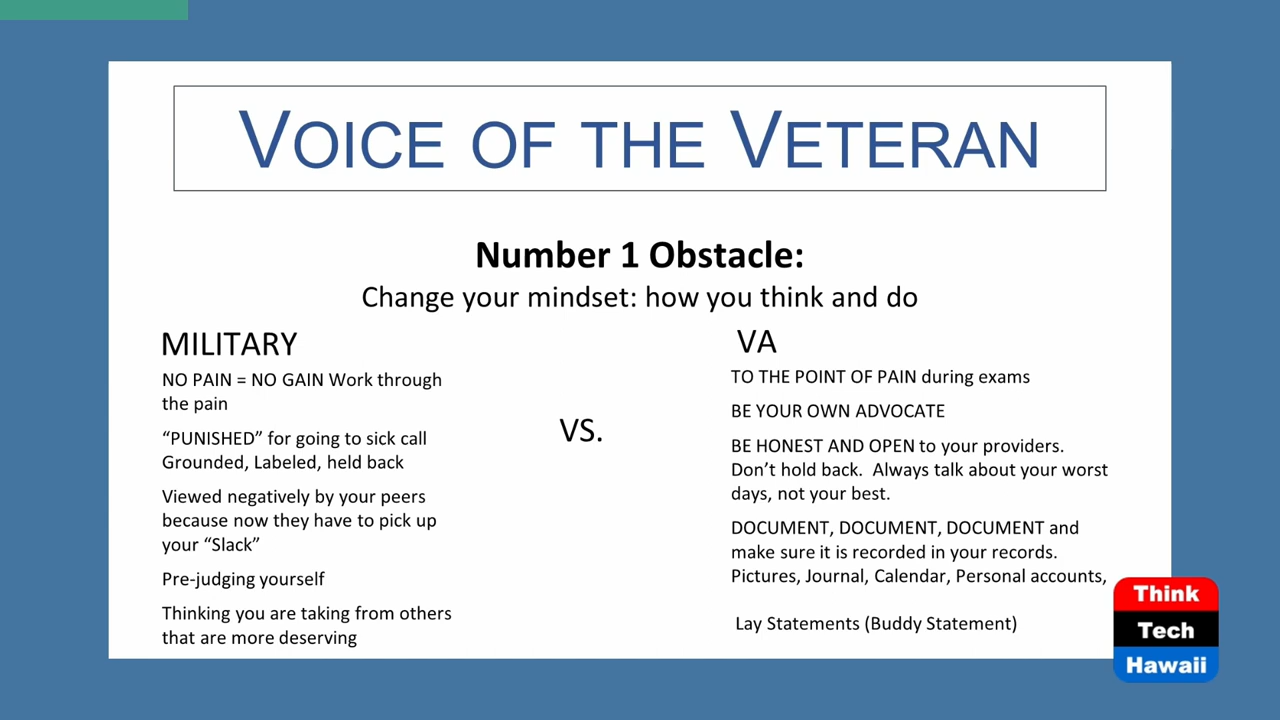 VOICE OF THE VETERAN
Number 1 Obstacle:
Change your mindset: how you think and do
MILITARY
NO PAIN = NO GAIN Work through
the pain
“PUNISHED” for going to sick call
Grounded, Labeled, held back
Viewed negatively by your peers
because now they have to pick up
your “Slack”
Pre-judging yourself
Thinking you are taking from others
that are more deserving
VS.
VA
TO THE POINT OF PAIN during exams
BE YOUR OWN ADVOCATE
BE HONEST AND OPEN to your providers.
Don’t hold back.  Always talk about your worst
days, not your best.
DOCUMENT, DOCUMENT, DOCUMENT and
make sure it is recorded in your records.
Pictures, Journal, Calendar, Personal accounts,
Lay Statements (Buddy Statement)
Think
Tech
Hawaii